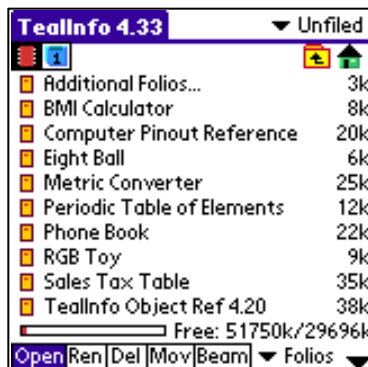 TealInfo 4.33 Unfiled
1
Additional Folios... 3k
BMI Calculator 8k
Computer Pinout Reference 20k
Eight Ball 6k
Metric Converter 25k
Periodic Table of Elements 12k
Phone Book 22k
RGB Toy 9k
Sales Tax Table 35k
TealInfo Object Ref 4.20 38k
Free: 51750k/29696k
Open Ren Del Mov Beam Folios